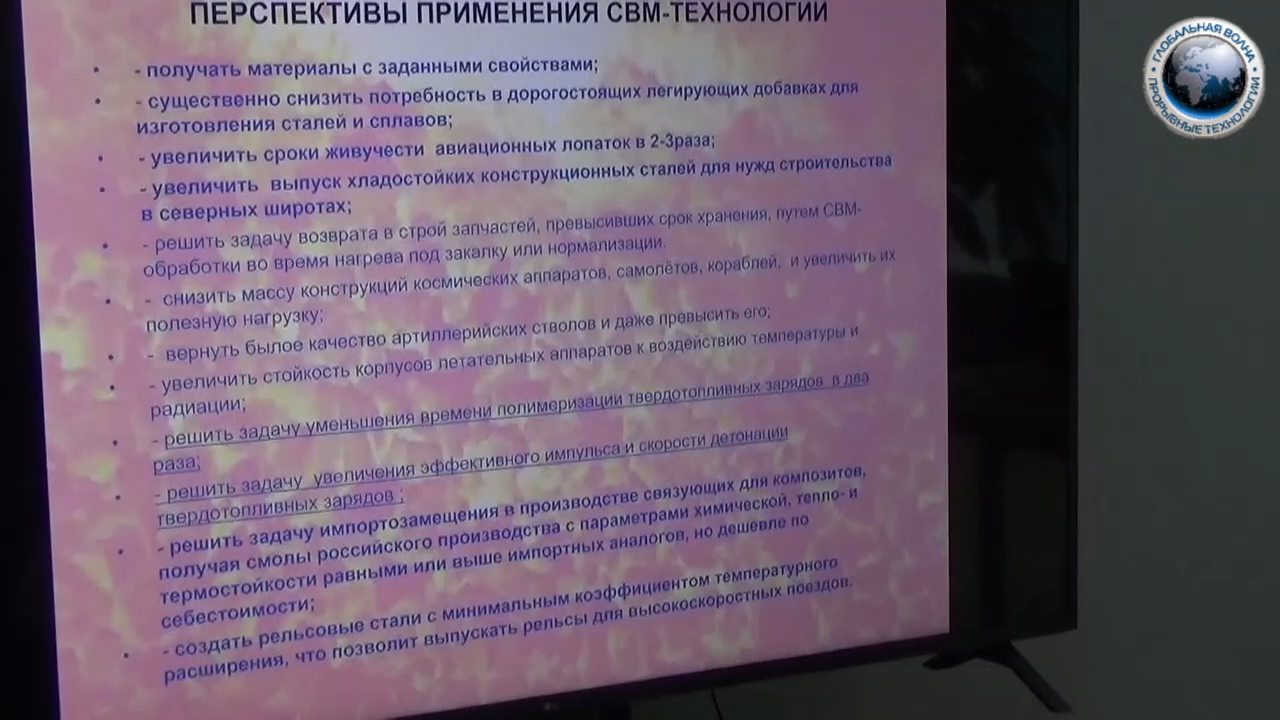 ПЕРСПЕКТИВЫ ПРИМЕНЕНИЯ СВМ-ТЕХНОЛОГИИ
• - получать материалы с заданными свойствами;
• - существенно снизить потребность в дорогостоящих легирующих добавках для
изготовления сталей и сплавов;
• - увеличить сроки живучести авиационных лопаток в 2-3раза;
• - увеличить выпуск хладостойких конструкционных сталей для нужд строительства
в северных широтах;
• - решить задачу возврата в строй запчастей, превысивших срок хранения, путем СВМ-
обработки во время нагрева под закалку или нормализации.
• - снизить массу конструкций космических аппаратов, самолётов, кораблей, и увеличить их
полезную нагрузку;
• - вернуть былое качество артиллерийских стволов и даже превысить его;
• - увеличить стойкость корпусов летательных аппаратов к воздействию температуры и
радиации;
• - решить задачу уменьшения времени полимеризации твердотопливных зарядов в два
раза;
• - решить задачу увеличения эффективного импульса и скорости детонации
твердотопливных зарядов ;
• - решить задачу импортозамещения в производстве связующих для композитов,
получая смолы российского производства с параметрами химической, тепло- и
термостойкости равными или выше импортных аналогов, но дешевле по
себестоимости;
• - создать рельсовые стали с минимальным коэффициентом температурного
расширения, что позволит выпускать рельсы для высокоскоростных поездов.
ГЛОБАЛЬНАЯ ВОЛНА
ПРОРЫВНЫЕ ТЕХНОЛОГИИ